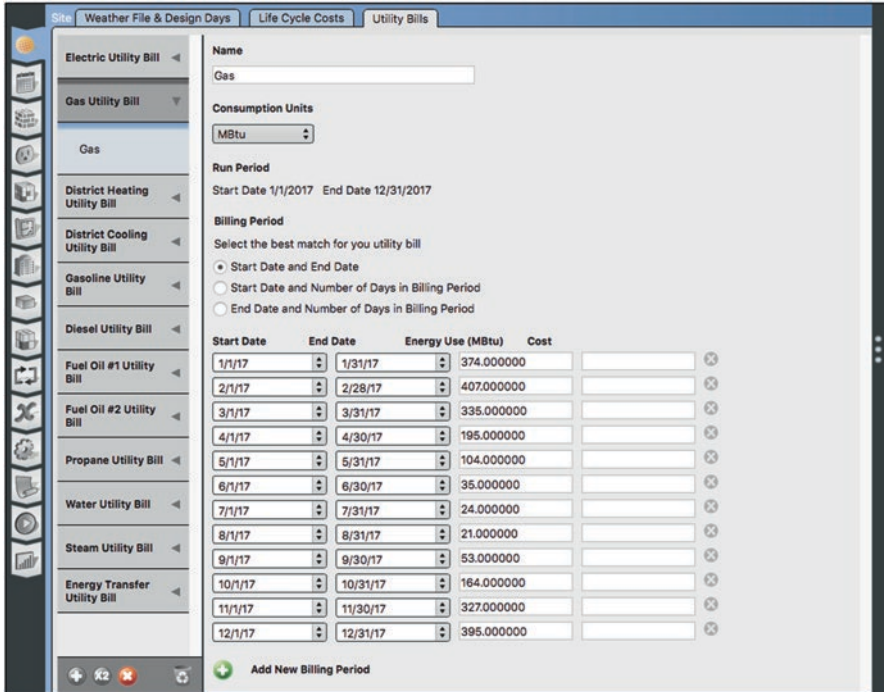 Site Weather File & Design Days Life Cycle Costs Utility Bills
Electric Utility Bill
Gas Utility Bill
Gas
District Heating
Utility Bill
District Cooling
Utility Bill
Gasoline Utility
Bill
Diesel Utility Bill
Fuel Oil #1 Utility
Bill
Fuel Oil #2 Utility
Bill
Propane Utility Bill
Water Utility Bill
Steam Utility Bill
Energy Transfer
Utility Bill
x2
Name
Gas
Consumption Units
MBtu
Run Period
Start Date 1/1/2017 End Date 12/31/2017
Billing Period
Select the best match for you utility bill
Start Date and End Date
Start Date and Number of Days in Billing Period
End Date and Number of Days in Billing Period
Start Date End Date Energy Use (MBtu) Cost
1/1/17 1/31/17 374.000000
2/1/17 2/28/17 407.000000
3/1/17 3/31/17 335.000000
4/1/17 4/30/17 195.000000
5/1/17 5/31/17 104.000000
6/1/17 6/30/17 35.000000
7/1/17 7/31/17 24.000000
8/1/17 8/31/17 21.000000
9/1/17 9/30/17 53.000000
10/1/17 10/31/17 164.000000
11/1/17 11/30/17 327.000000
12/1/17 12/31/17 395.000000
Add New Billing Period